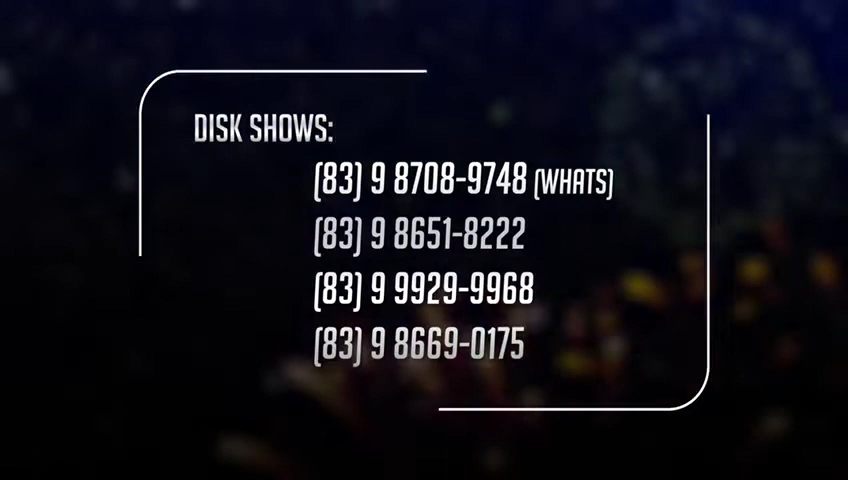 DISK SHOWS:
(83) 9 8708-9748 (WHATS)
(83) 9 8651-8222
(83) 9 9929-9968
(83) 9 8669-0175